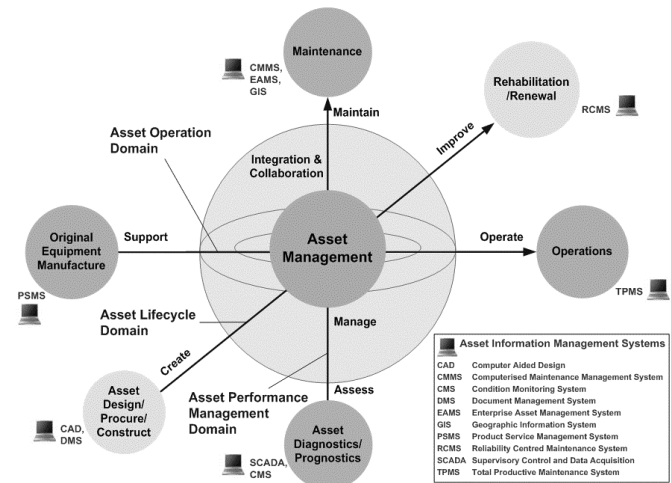 Maintenance
CMMS,
EAMS,
GIS
Maintain
Rehabilitation
/Renewal
RCMS
Improve
Asset Operation
Domain
Integration &
Collaboration
Original
Equipment
Manufacture
PSMS
Support
Asset
Management
Operate
Operations
TPMS
Asset Lifecycle
Domain
Create
Manage
Asset Performance
Management
Domain
Assess
Asset
Design/
Procure/
Construct
CAD,
DMS
Asset
Diagnostics/
Prognostics
SCADA,
CMS
Asset Information Management Systems
CAD Computer Aided Design
CMMS Computerised Maintenance Management System
CMS Condition Monitoring System
DMS Document Management System
EAMS Enterprise Asset Management System
GIS Geographic Information System
PSMS Product Service Management System
RCMS Reliability Centred Maintenance System
SCADA Supervisory Control and Data Acquisition
TPMS Total Productive Maintenance System